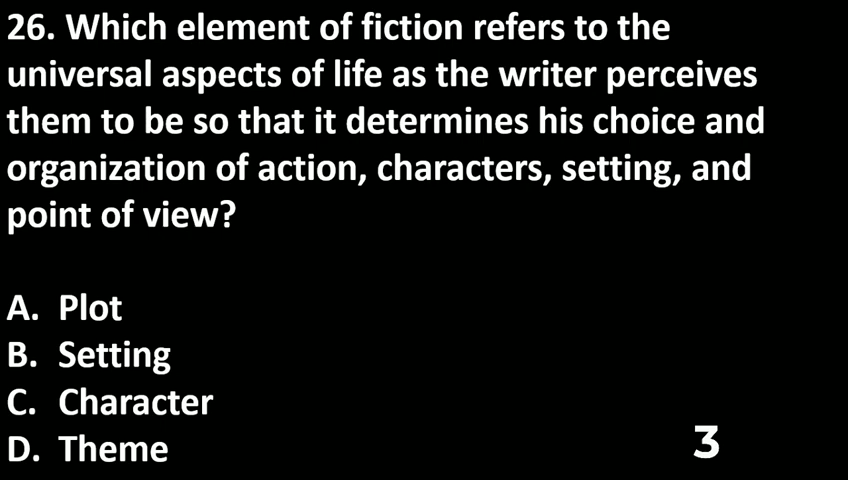 26. Which element of fiction refers to the
universal aspects of life as the writer perceives
them to be so that it determines his choice and
organization of action, characters, setting, and
point of view?
A. Plot
B. Setting
C. Character
D. Theme
3